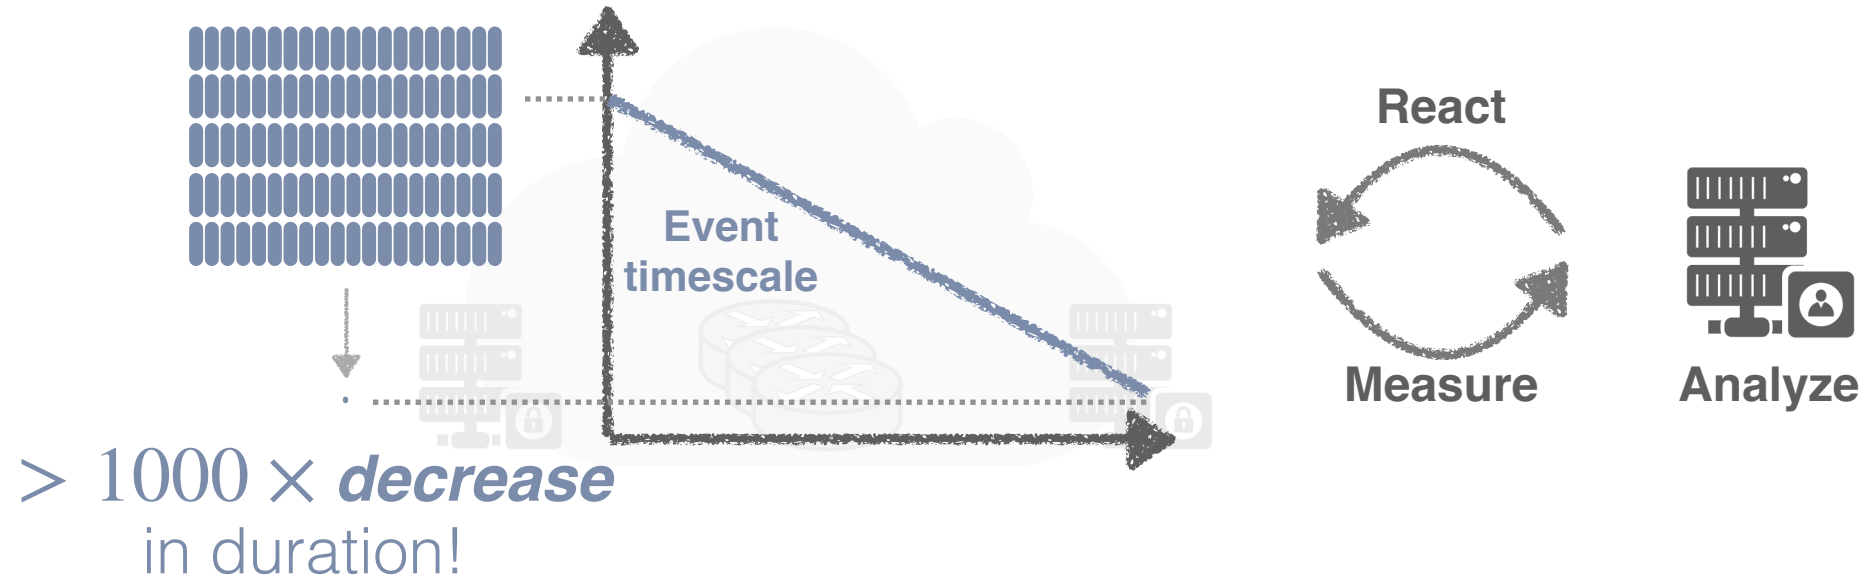 React
Event
timescale
Measure
Analyze
> 1000 × decrease
in duration!